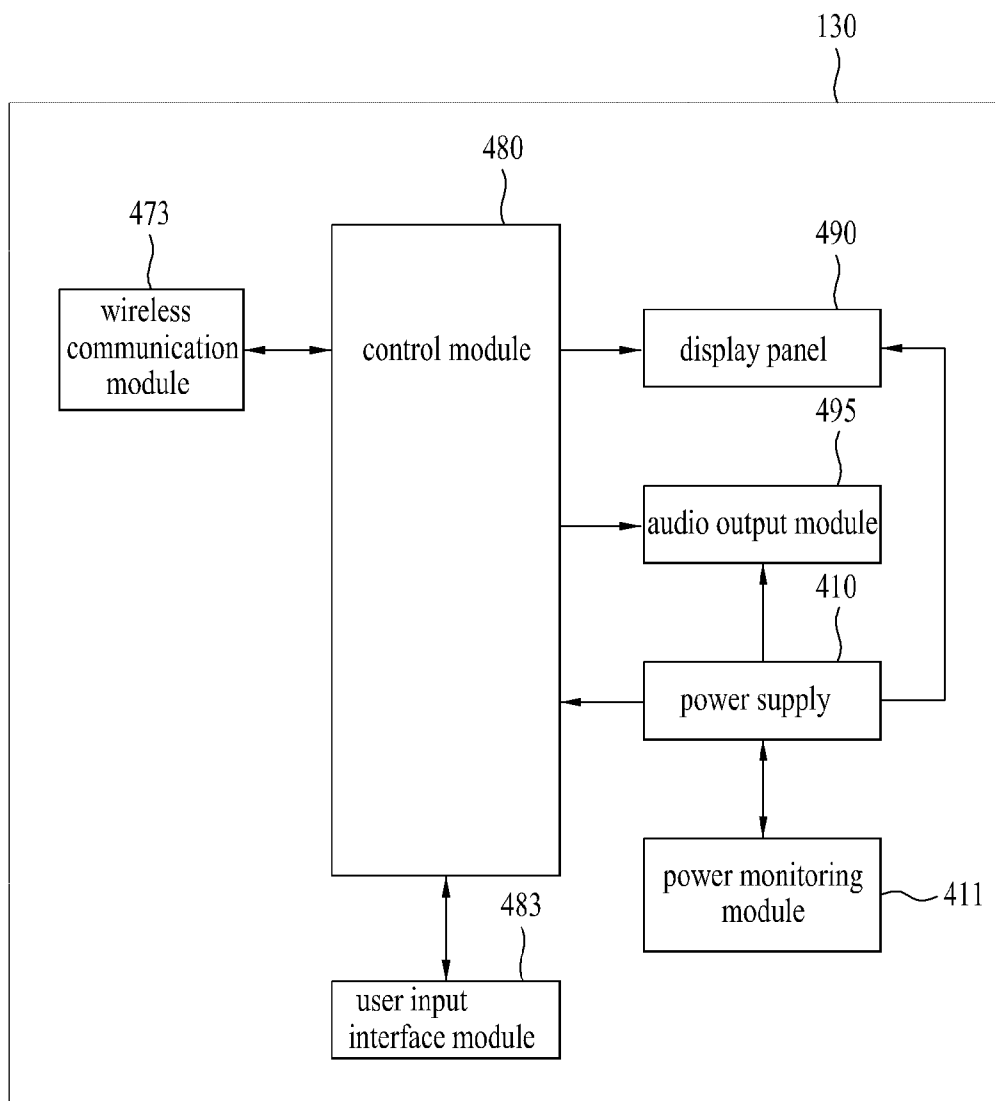 130
480
473
490
wireless
communication
module
control module
display panel
495
audio output module
410
power supply
power monitoring
module
411
483
user input
interface module